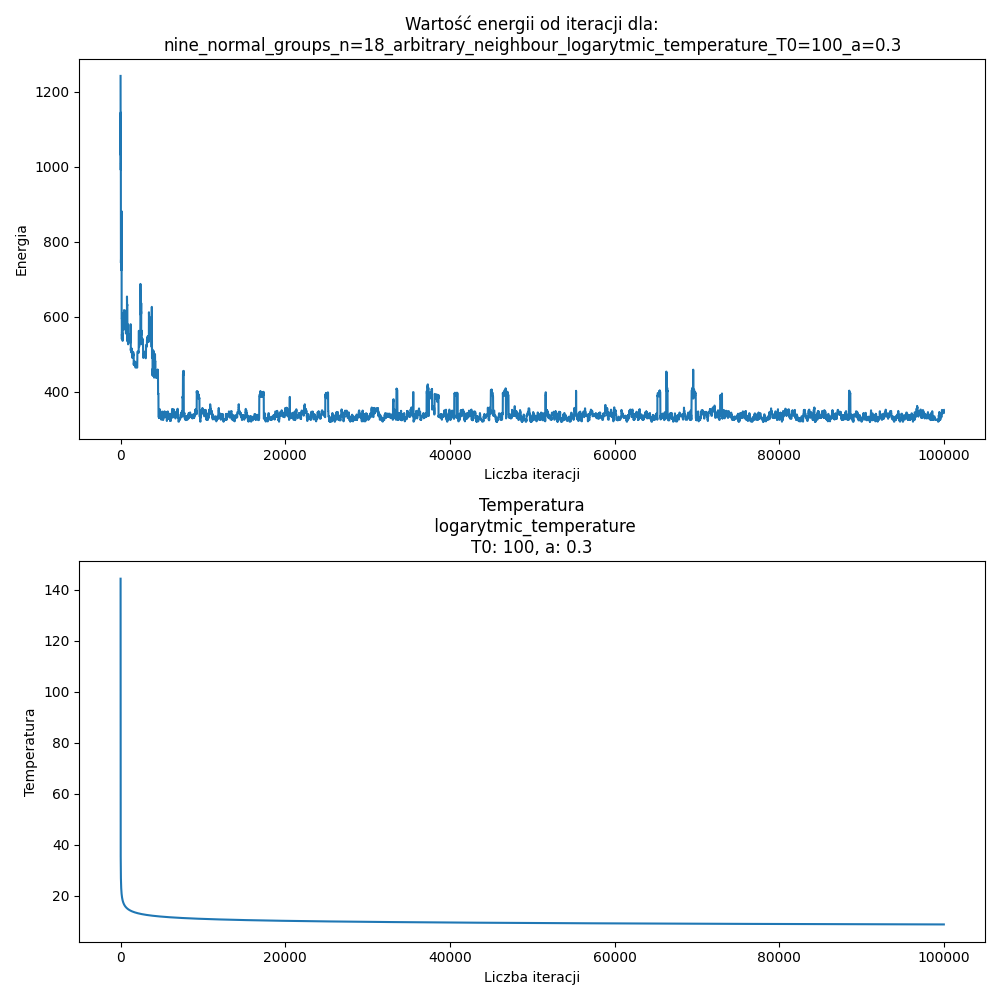 Wartość energii od iteracji dla:
nine_normal_groups_n=18_arbitrary_neighbour_logarytmic_temperature_T0=100_a=0.3
1200
1000
800
600
400
Energia
0
20000
40000
60000
80000
100000
Liczba iteracji
Temperatura
logarytmic_temperature
T0: 100, a: 0.3
140
120
100
80
60
40
20
Temperatura
0
20000
40000
60000
80000
100000
Liczba iteracji